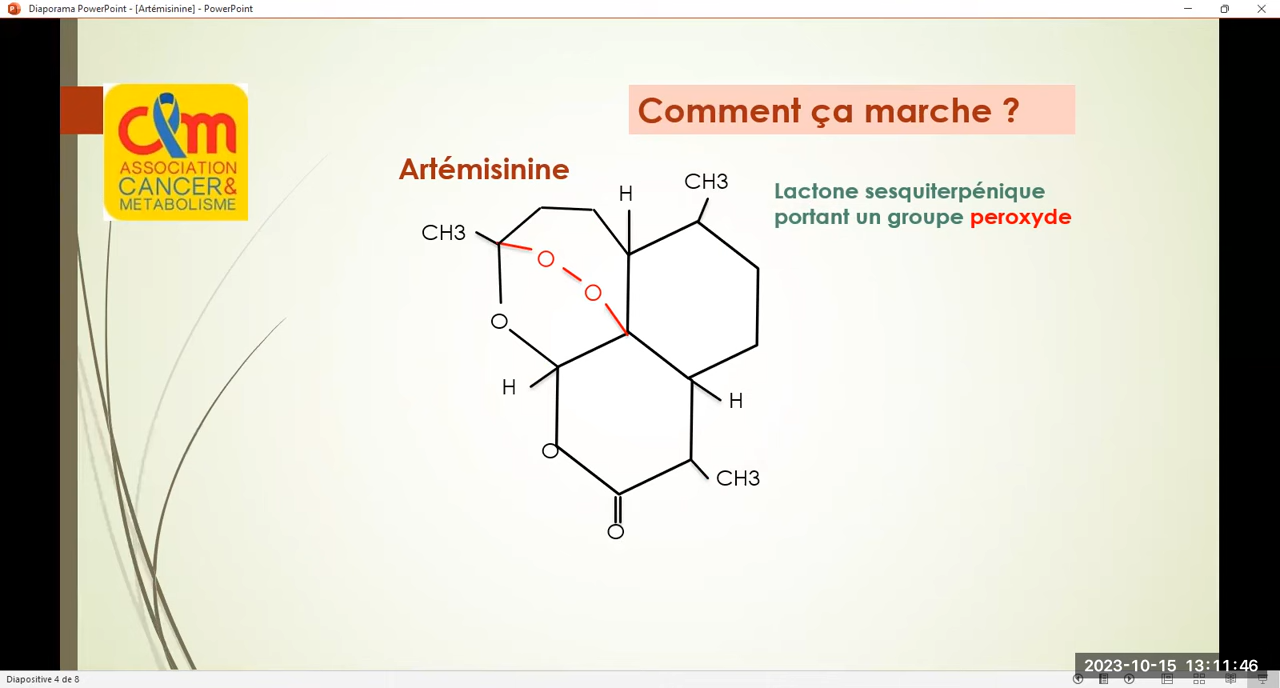 Diaporama PowerPoint - [Artémisinine] - PowerPoint
Comment ça marche ?
c m
ASSOCIATION
CANCER&
METABOLISME
Artémisinine
Lactone sesquiterpénique
portant un groupe peroxyde
H
CH3
CH3
O
O
O
H
H
O
CH3
O
2023-10-15 13:11:46
Diapositive 4 de 8